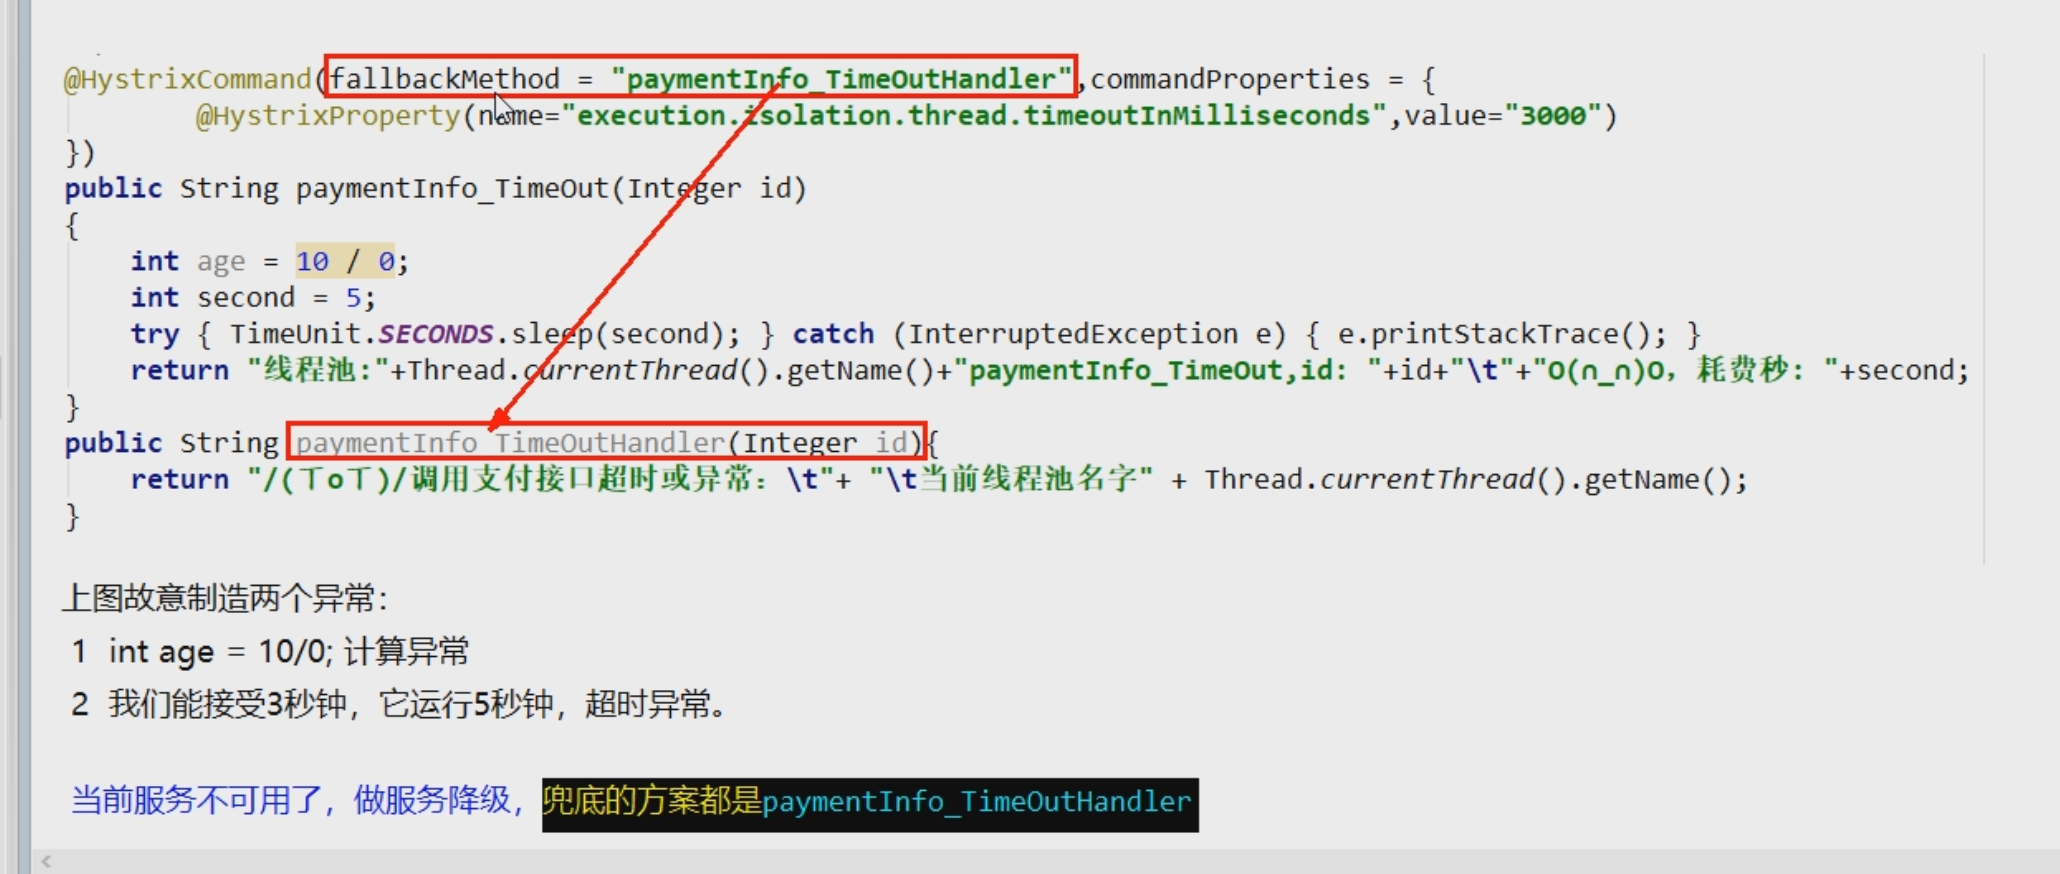 @HystrixCommand(fallbackMethod = "paymentInfo_TimeOutHandler",commandProperties = {
@HystrixProperty(name="execution.isolation.thread.timeoutInMilliseconds",value="3000")
})
public String paymentInfo_TimeOut(Integer id)
{
int age = 10 / 0;
int second = 5;
try { TimeUnit.SECONDS.sleep(second); } catch (InterruptedException e) { e.printStackTrace(); }
return "线程池:"+Thread.currentThread().getName()+"paymentInfo_TimeOut,id: "+id+"\t"+"O(∩_∩)O，耗费秒: "+second;
}
public String paymentInfo_TimeOutHandler(Integer id){
return "/(ㄒoㄒ)/调用支付接口超时或异常：\t"+ "\t当前线程池名字" + Thread.currentThread().getName();
}
上图故意制造两个异常：
1 int age = 10/0; 计算异常
2 我们能接受3秒钟，它运行5秒钟，超时异常。
当前服务不可用了，做服务降级，兜底的方案都是paymentInfo_TimeOutHandler